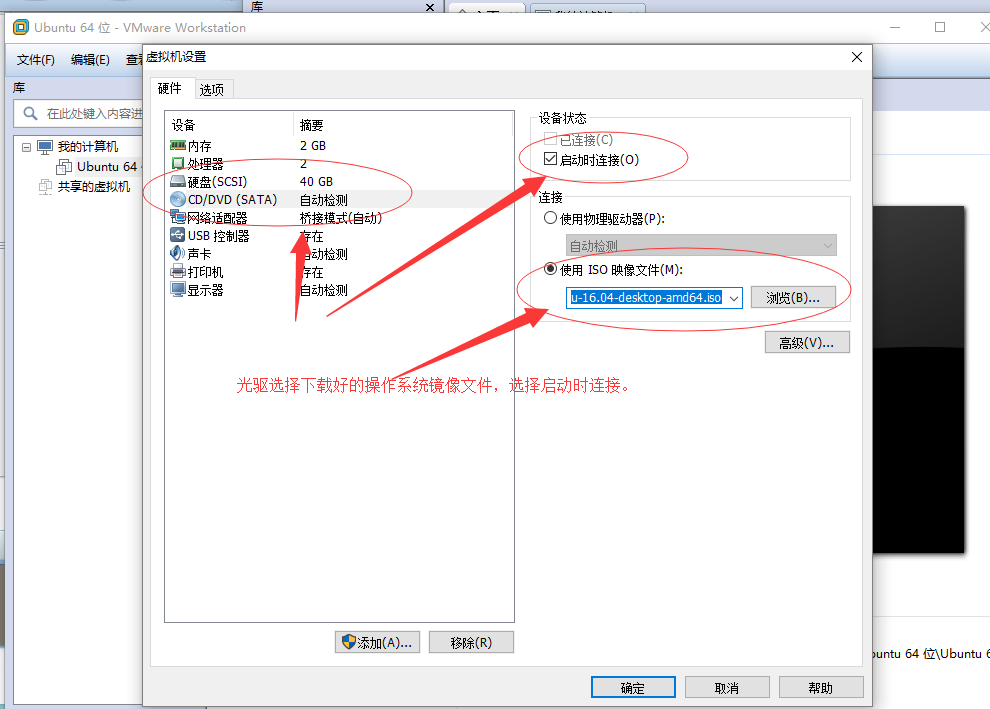 库
Ubuntu 64 位 - VMware Workstation
文件(F) 编辑(E)
虚拟机设置
库
硬件 选项
在此处键入内容进
我的计算机
Ubuntu 64
共享的虚拟机
设备 摘要
内存 2 GB
处理器 2
硬盘(SCSI) 40 GB
CD/DVD (SATA) 自动检测
网络适配器 桥接模式(自动)
USB 控制器 存在
声卡 自动检测
打印机 存在
显示器 自动检测
设备状态
已连接(C)
启动时连接(O)
连接
使用物理驱动器(P):
自动检测
使用 ISO 映像文件(M):
u-16.04-desktop-amd64.iso 浏览(B)...
高级(V)...
光驱选择下载好的操作系统镜像文件，选择启动时连接。
添加(A)... 移除(R)
确定 取消 帮助
buntu 64 位\Ubuntu 6